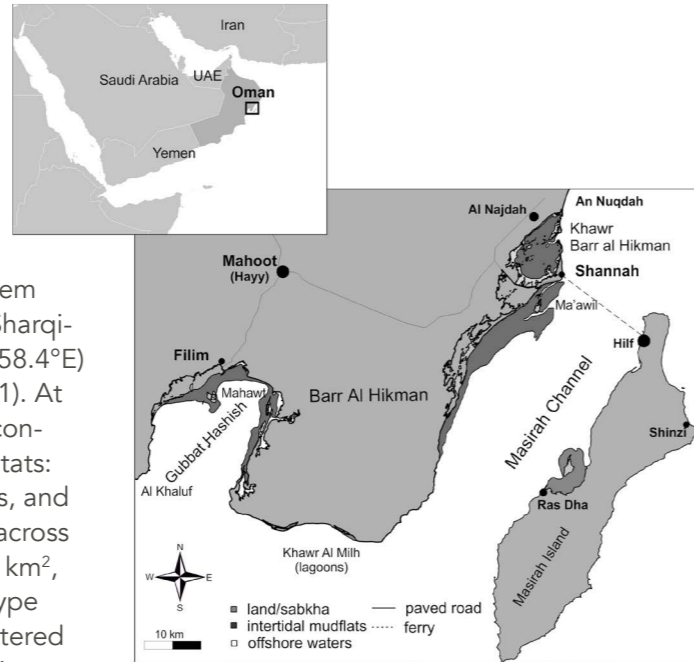 Iran
Saudi Arabia
UAE
Oman
Yemen
Al Najdah
An Nuqdah
Khawr
Barr al Hikman
Mahoot
(Hayy)
Shannah
Ma'awil
Filim
Hilf
Mahawt
Barr Al Hikman
Gubbat Hashish
Masirah Channel
Shinzi
Al Khaluf
Ras Dha
Khawr Al Milh
(lagoons)
Masirah Island
N
W E
S
10 km
land/sabkha
intertidal mudflats
offshore waters
paved road
ferry
em
Sharqi-
58.4°E)
1). At
con-
tats:
s, and
across
km²,
ype
tered